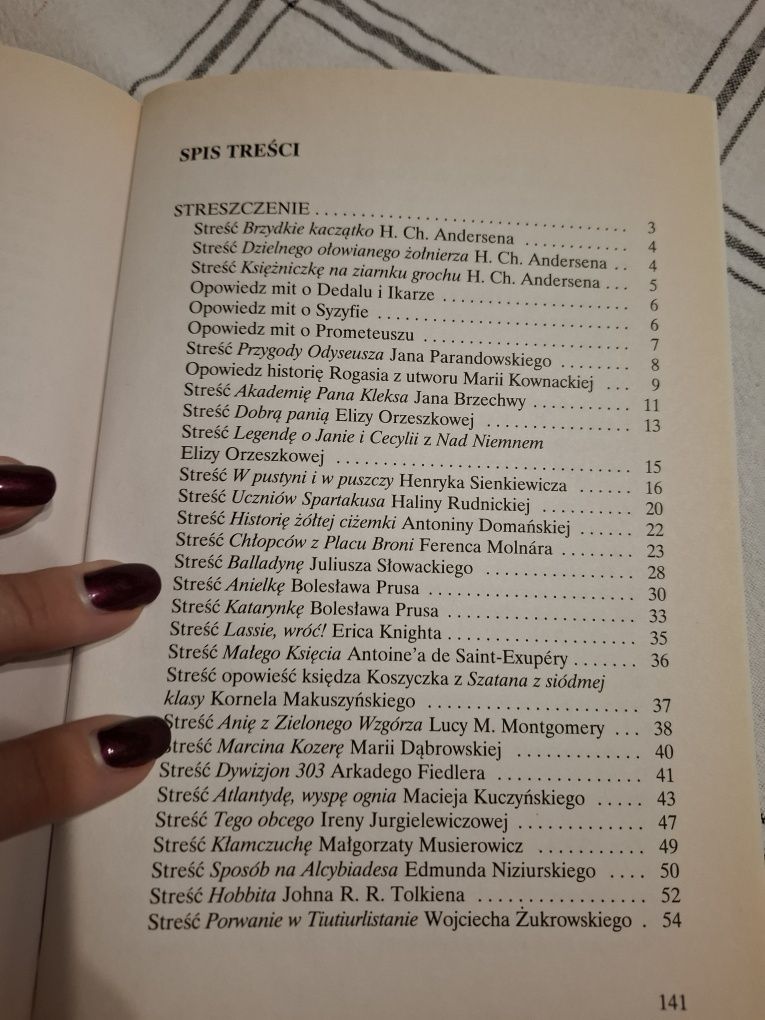 SPIS TREŚCI
STRESZCZENIE . . . . . . . . . . . . . . . . . . . . . . . . . . . . . . . . . . 3
Streść Brzydkie kaczątko H. Ch. Andersena . . . . . . . . . . . 4
Streść Dzielnego ołowianego żołnierza H. Ch. Andersena . . 4
Streść Księżniczkę na ziarnku grochu H. Ch. Andersena . . . 5
Opowiedz mit o Dedalu i Ikarze . . . . . . . . . . . . . . . . . . . . 6
Opowiedz mit o Syzyfie . . . . . . . . . . . . . . . . . . . . . . . . . . . 6
Opowiedz mit o Prometeuszu . . . . . . . . . . . . . . . . . . . . . . 7
Streść Przygody Odyseusza Jana Parandowskiego . . . . . . . . 8
Opowiedz historię Rogasia z utworu Marii Kownackiej . . . 9
Streść Akademię Pana Kleksa Jana Brzechwy . . . . . . . . . . . 11
Streść Dobrą panią Elizy Orzeszkowej . . . . . . . . . . . . . . . . 13
Streść Legendę o Janie i Cecylii z Nad Niemnem
Elizy Orzeszkowej . . . . . . . . . . . . . . . . . . . . . . . . . . . . . . . 15
Streść W pustyni i w puszczy Henryka Sienkiewicza . . . . . . 16
Streść Uczniów Spartakusa Haliny Rudnickiej . . . . . . . . . . 20
Streść Historię żółtej ciżemki Antoniny Domańskiej . . . . . . 22
Streść Chłopców z Placu Broni Ferenca Molnára . . . . . . . . 23
Streść Balladynę Juliusza Słowackiego . . . . . . . . . . . . . . . 28
Streść Anielkę Bolesława Prusa . . . . . . . . . . . . . . . . . . . . . 30
Streść Katarynkę Bolesława Prusa . . . . . . . . . . . . . . . . . . . 33
Streść Lassie, wróć! Erica Knighta . . . . . . . . . . . . . . . . . . . 35
Streść Małego Księcia Antoine'a de Saint-Exupéry . . . . . . . 36
Streść opowieść księdza Koszyczka z Szatana z siódmej
klasy Kornela Makuszyńskiego . . . . . . . . . . . . . . . . . . . . . 37
Streść Anię z Zielonego Wzgórza Lucy M. Montgomery . . . 38
Streść Marcina Kozerę Marii Dąbrowskiej . . . . . . . . . . . . . 40
Streść Dywizjon 303 Arkadego Fiedlera . . . . . . . . . . . . . . . 41
Streść Atlantydę, wyspę ognia Macieja Kuczyńskiego . . . . . 43
Streść Tego obcego Ireny Jurgielewiczowej . . . . . . . . . . . . . 47
Streść Kłamczuchę Małgorzaty Musierowicz . . . . . . . . . . . 49
Streść Sposób na Alcybiadesa Edmunda Niziurskiego . . . . 50
Streść Hobbita Johna R. R. Tolkiena . . . . . . . . . . . . . . . . . 52
Streść Porwanie w Tiutiurlistanie Wojciecha Żukrowskiego . 54
141